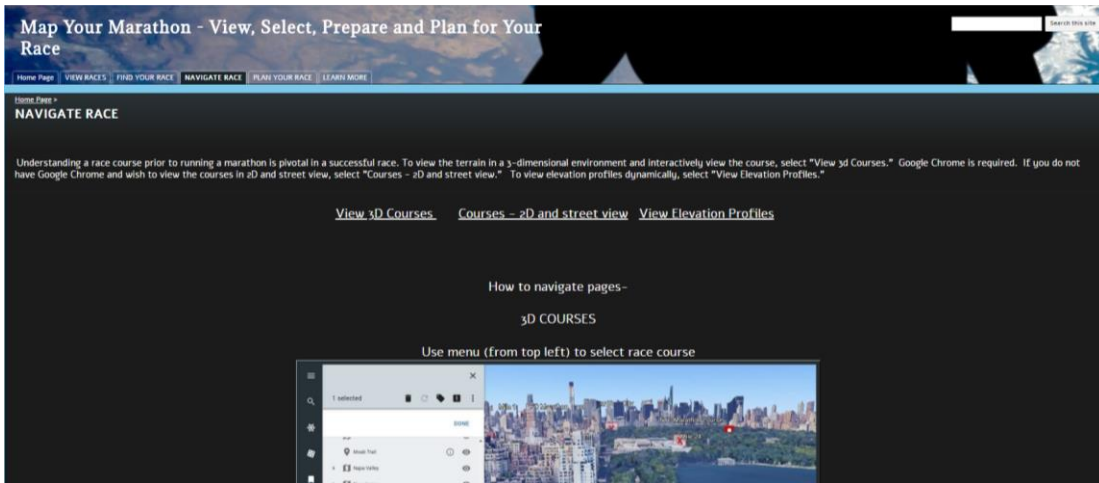 Map Your Marathon - View, Select, Prepare and Plan for Your
Race
Search this site
Home Page VIEW RACES FIND YOUR RACE NAVIGATE RACE PLAN YOUR RACE LEARN MORE
Home Page >
NAVIGATE RACE
Understanding a race course prior to running a marathon is pivotal in a successful race. To view the terrain in a 3-dimensional environment and interactively view the course, select "View 3d Courses." Google Chrome is required. If you do not
have Google Chrome and wish to view the courses in 2D and street view, select "Courses - 2D and street view." To view elevation profiles dynamically, select "View Elevation Profiles."
View 3D Courses Courses - 2D and street view View Elevation Profiles
How to navigate pages-
3D COURSES
Use menu (from top left) to select race course
1 selected
DONE
Trail
Napa Valley